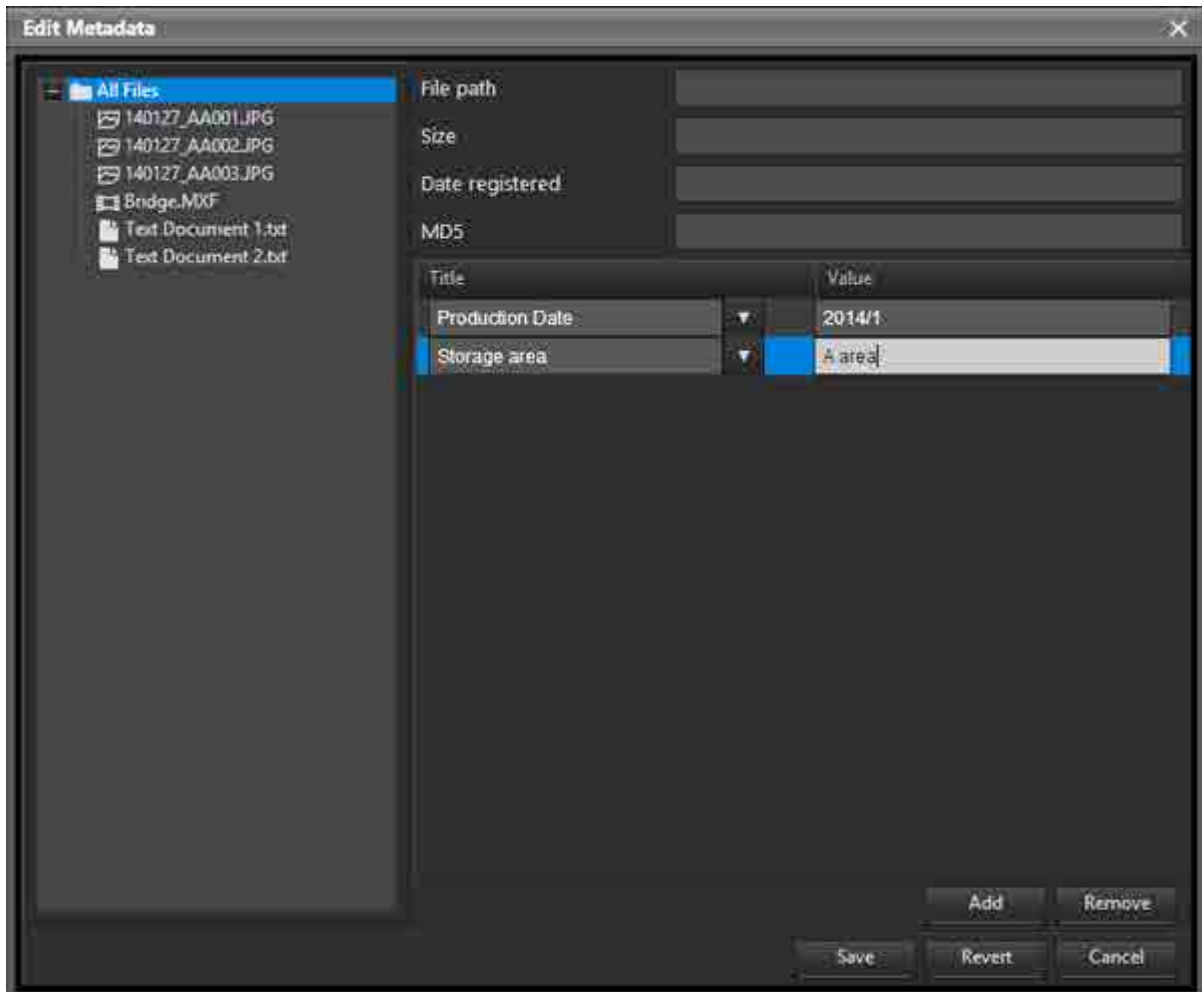 Edit Metadata
All Files
140127_AA001.JPG
140127_AA002.JPG
140127_AA003.JPG
Bridge.MXF
Text Document 1.txt
Text Document 2.txt
File path
Size
Date registered
MD5
Title Value
Production Date 2014/1
Storage area A area
Add Remove
Save Revert Cancel